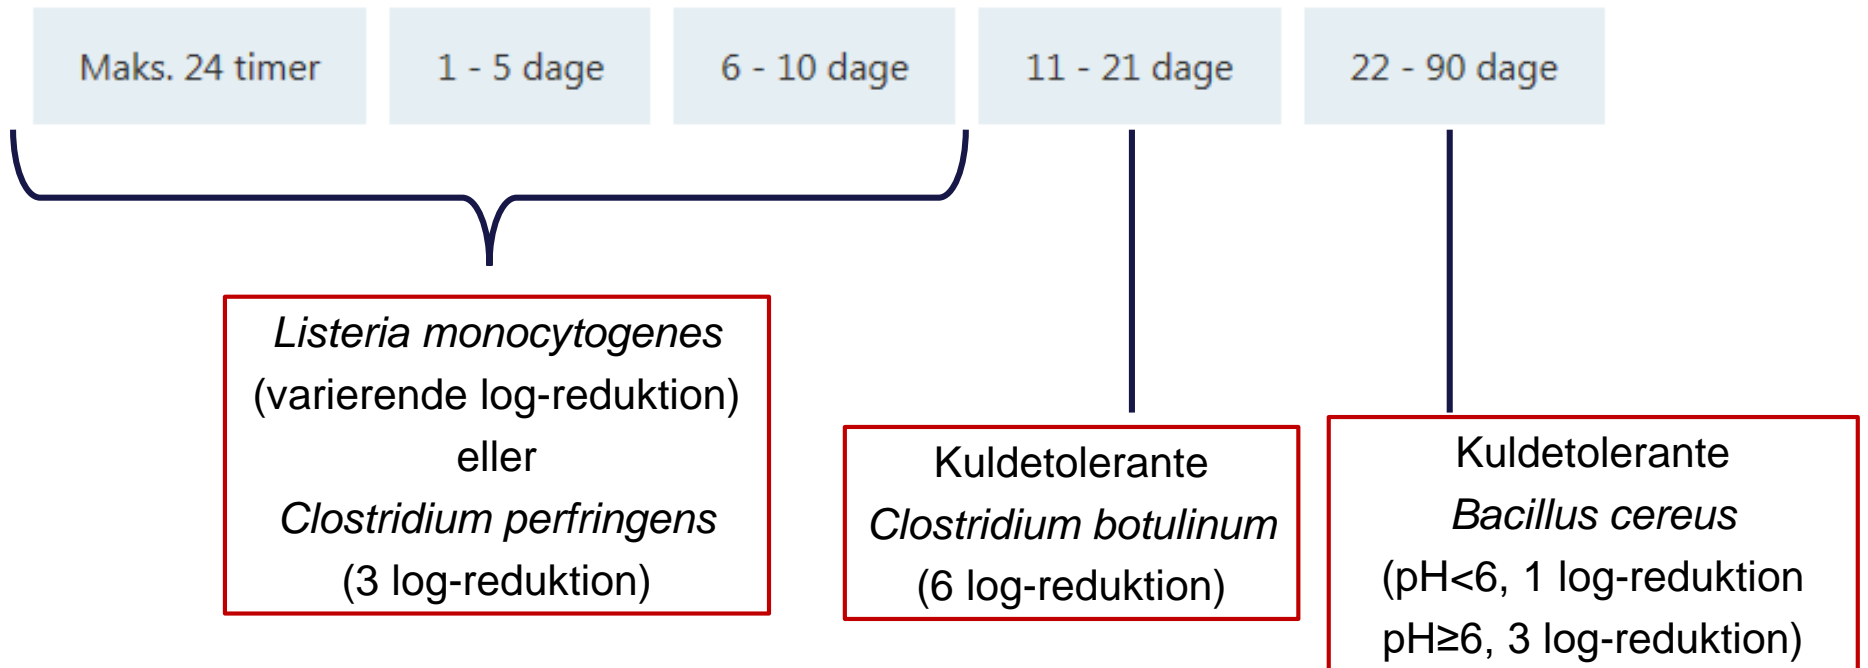 Maks. 24 timer
1 - 5 dage
6 - 10 dage
11 - 21 dage
22 - 90 dage
Listeria monocytogenes
(varierende log-reduktion)
eller
Clostridium perfringens
(3 log-reduktion)
Kuldetolerante
Clostridium botulinum
(6 log-reduktion)
Kuldetolerante
Bacillus cereus
(pH<6, 1 log-reduktion
pH≥6, 3 log-reduktion)